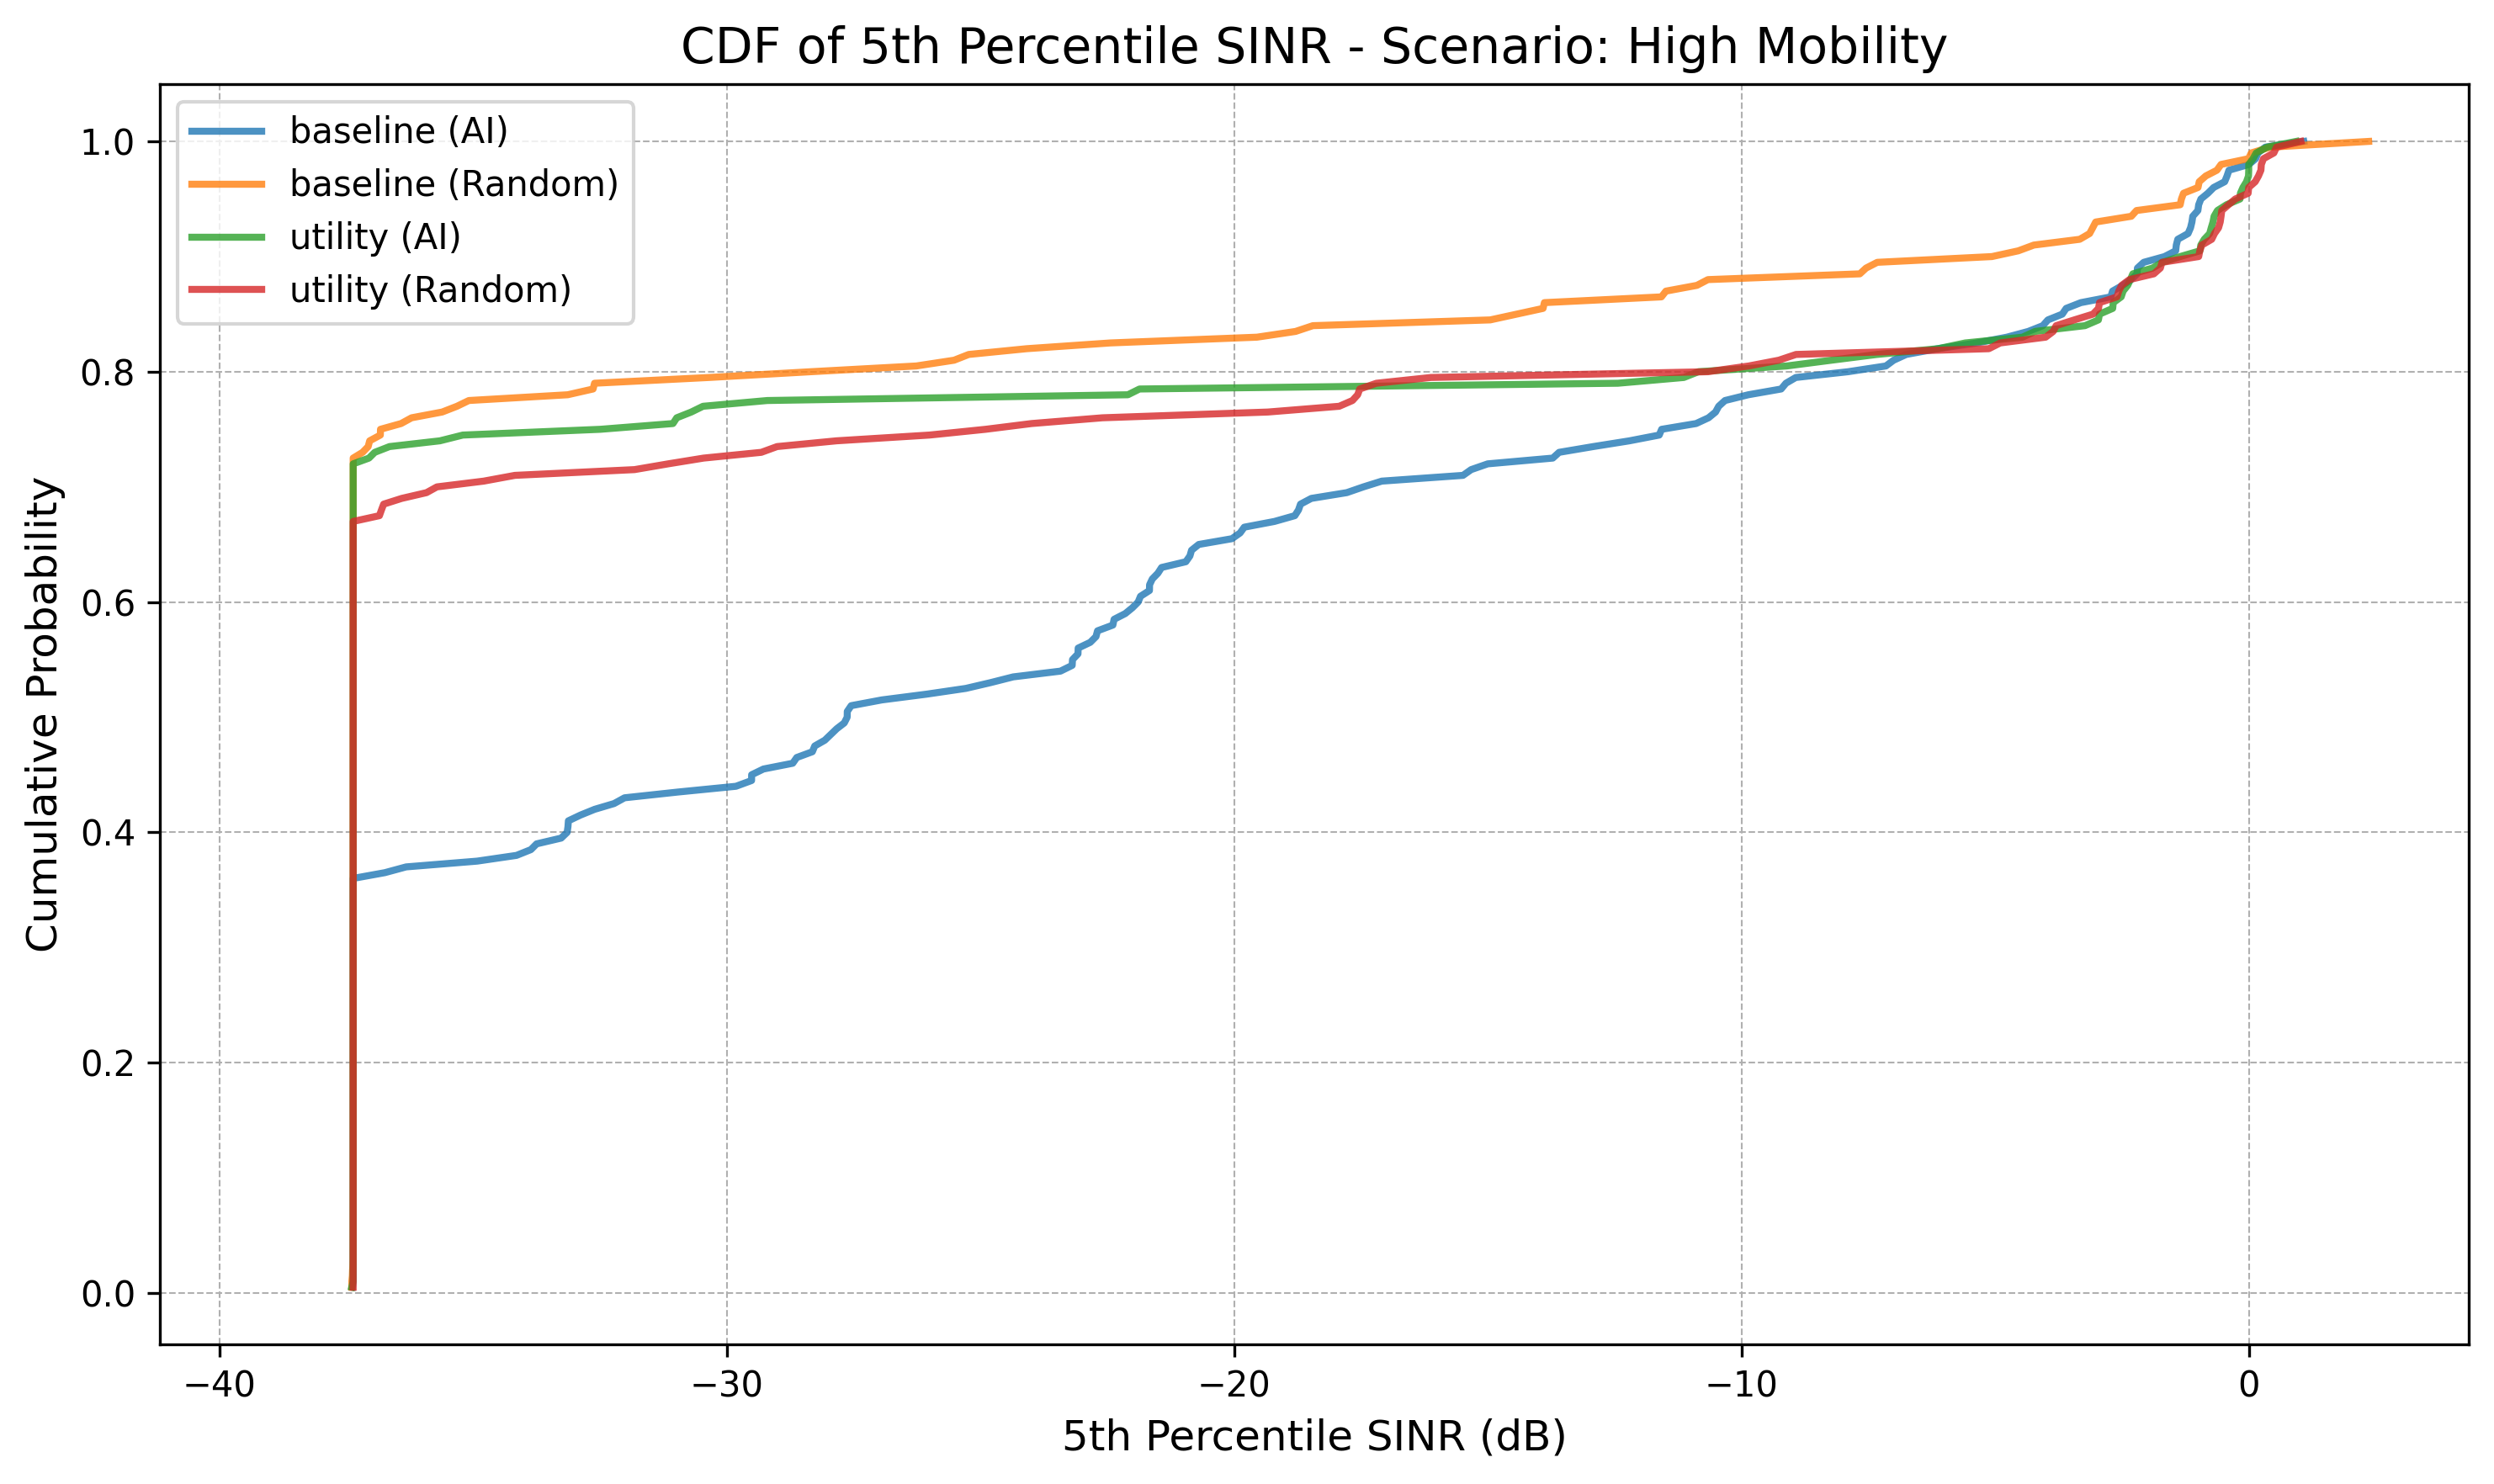 CDF of 5th Percentile SINR - Scenario: High Mobility
baseline (AI)
baseline (Random)
utility (AI)
utility (Random)
Cumulative Probability
1.0
0.8
0.6
0.4
0.2
0.0
−40
−30
−20
−10
0
5th Percentile SINR (dB)